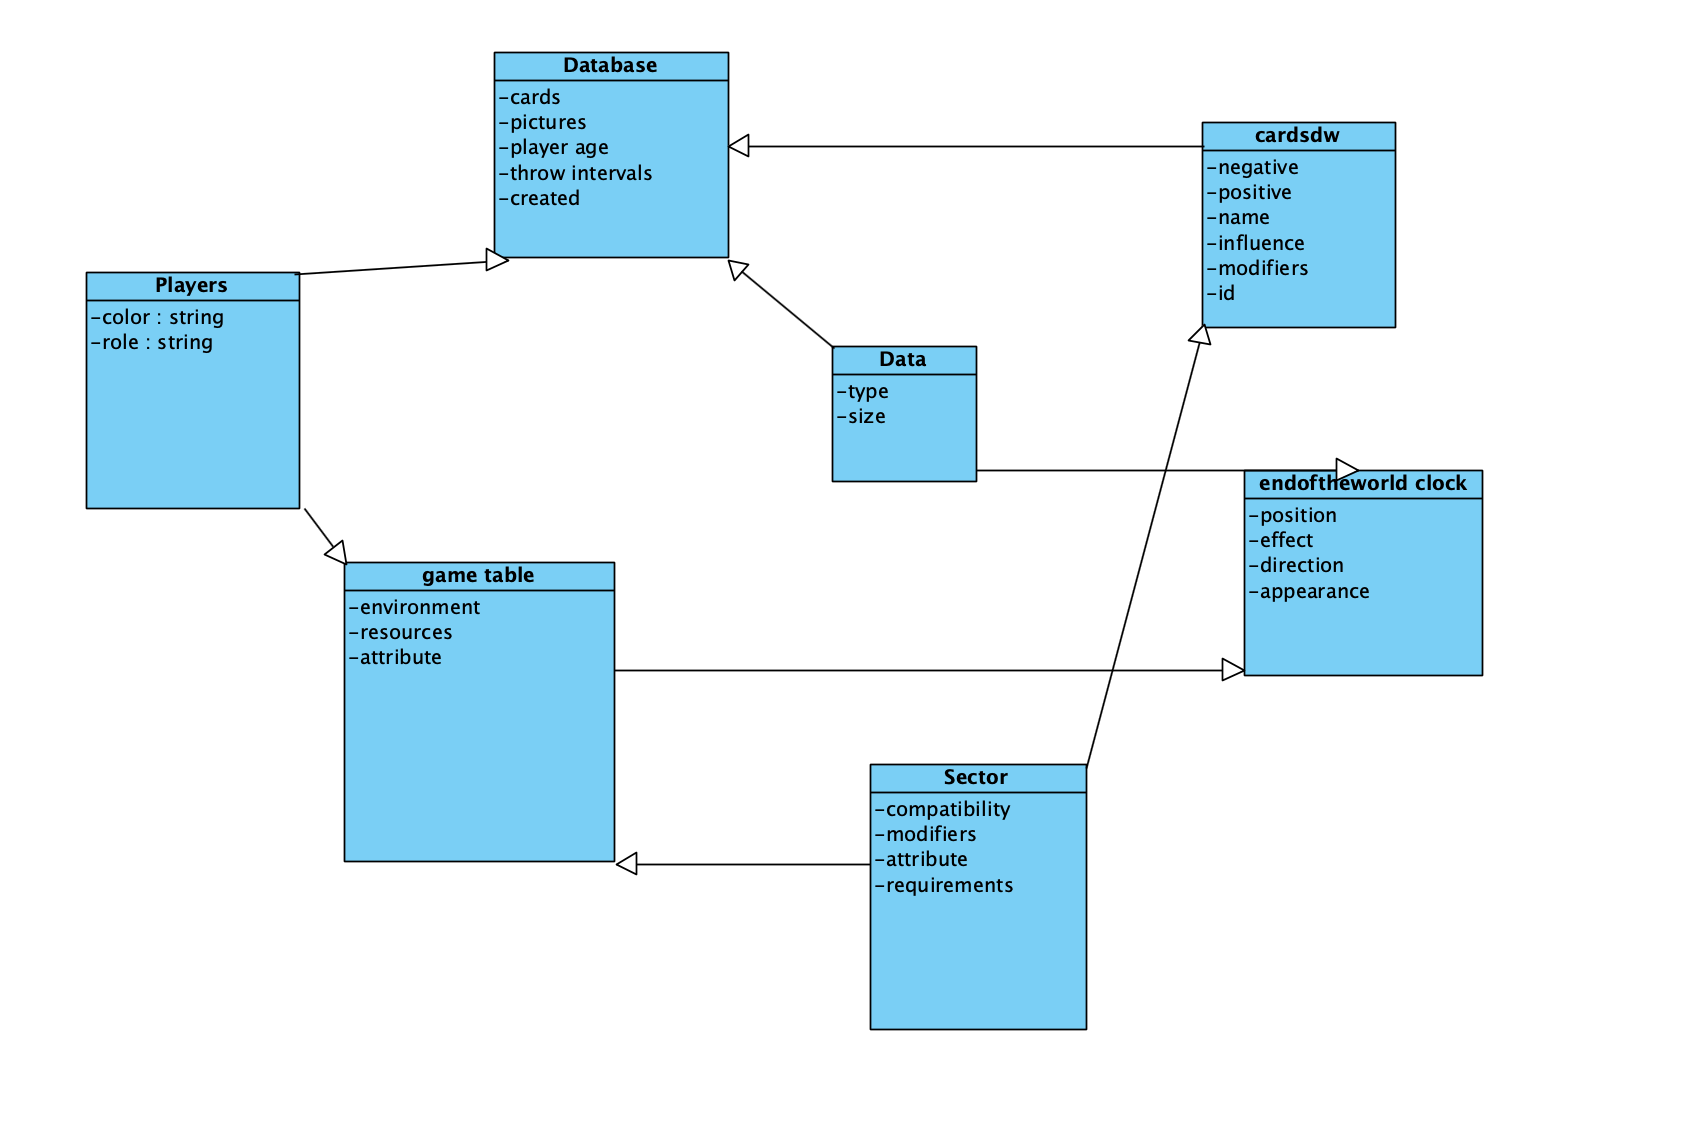 Database
-cards
-pictures
-player age
-throw intervals
-created
cardsdw
-negative
-positive
-name
-influence
-modifiers
-id
Players
-color : string
-role : string
Data
-type
-size
endoftheworld clock
-position
-effect
-direction
-appearance
game table
-environment
-resources
-attribute
Sector
-compatibility
-modifiers
-attribute
-requirements